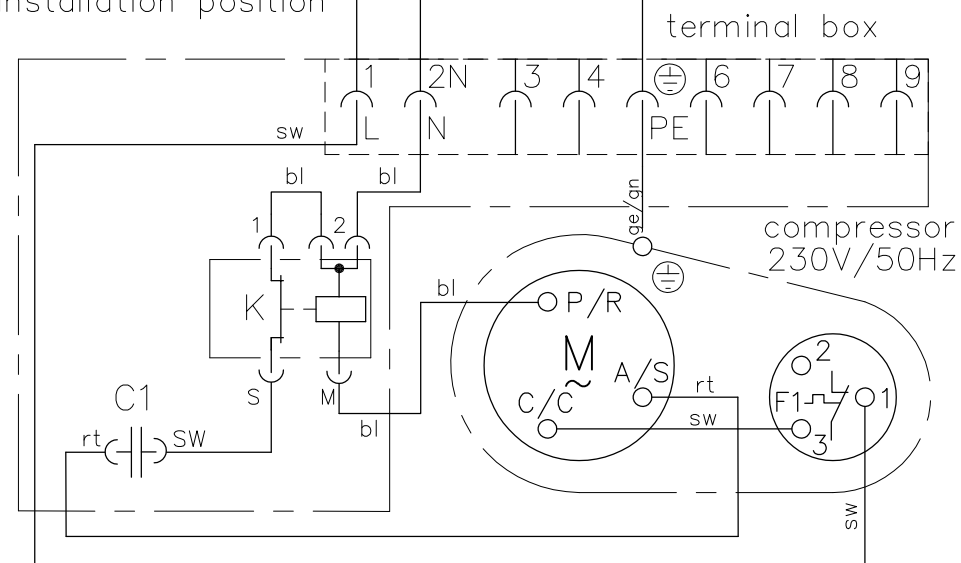 installation position
terminal box
1 2N 3 4 6 7 8 9
L N PE
sw
bl bl
ge/gn
1 2
compressor
230V/50Hz
K
bl
P/R
M
~
A/S
rt
2
C/C
F1
1
S M
C1
sw
3
bl
rt SW
sw